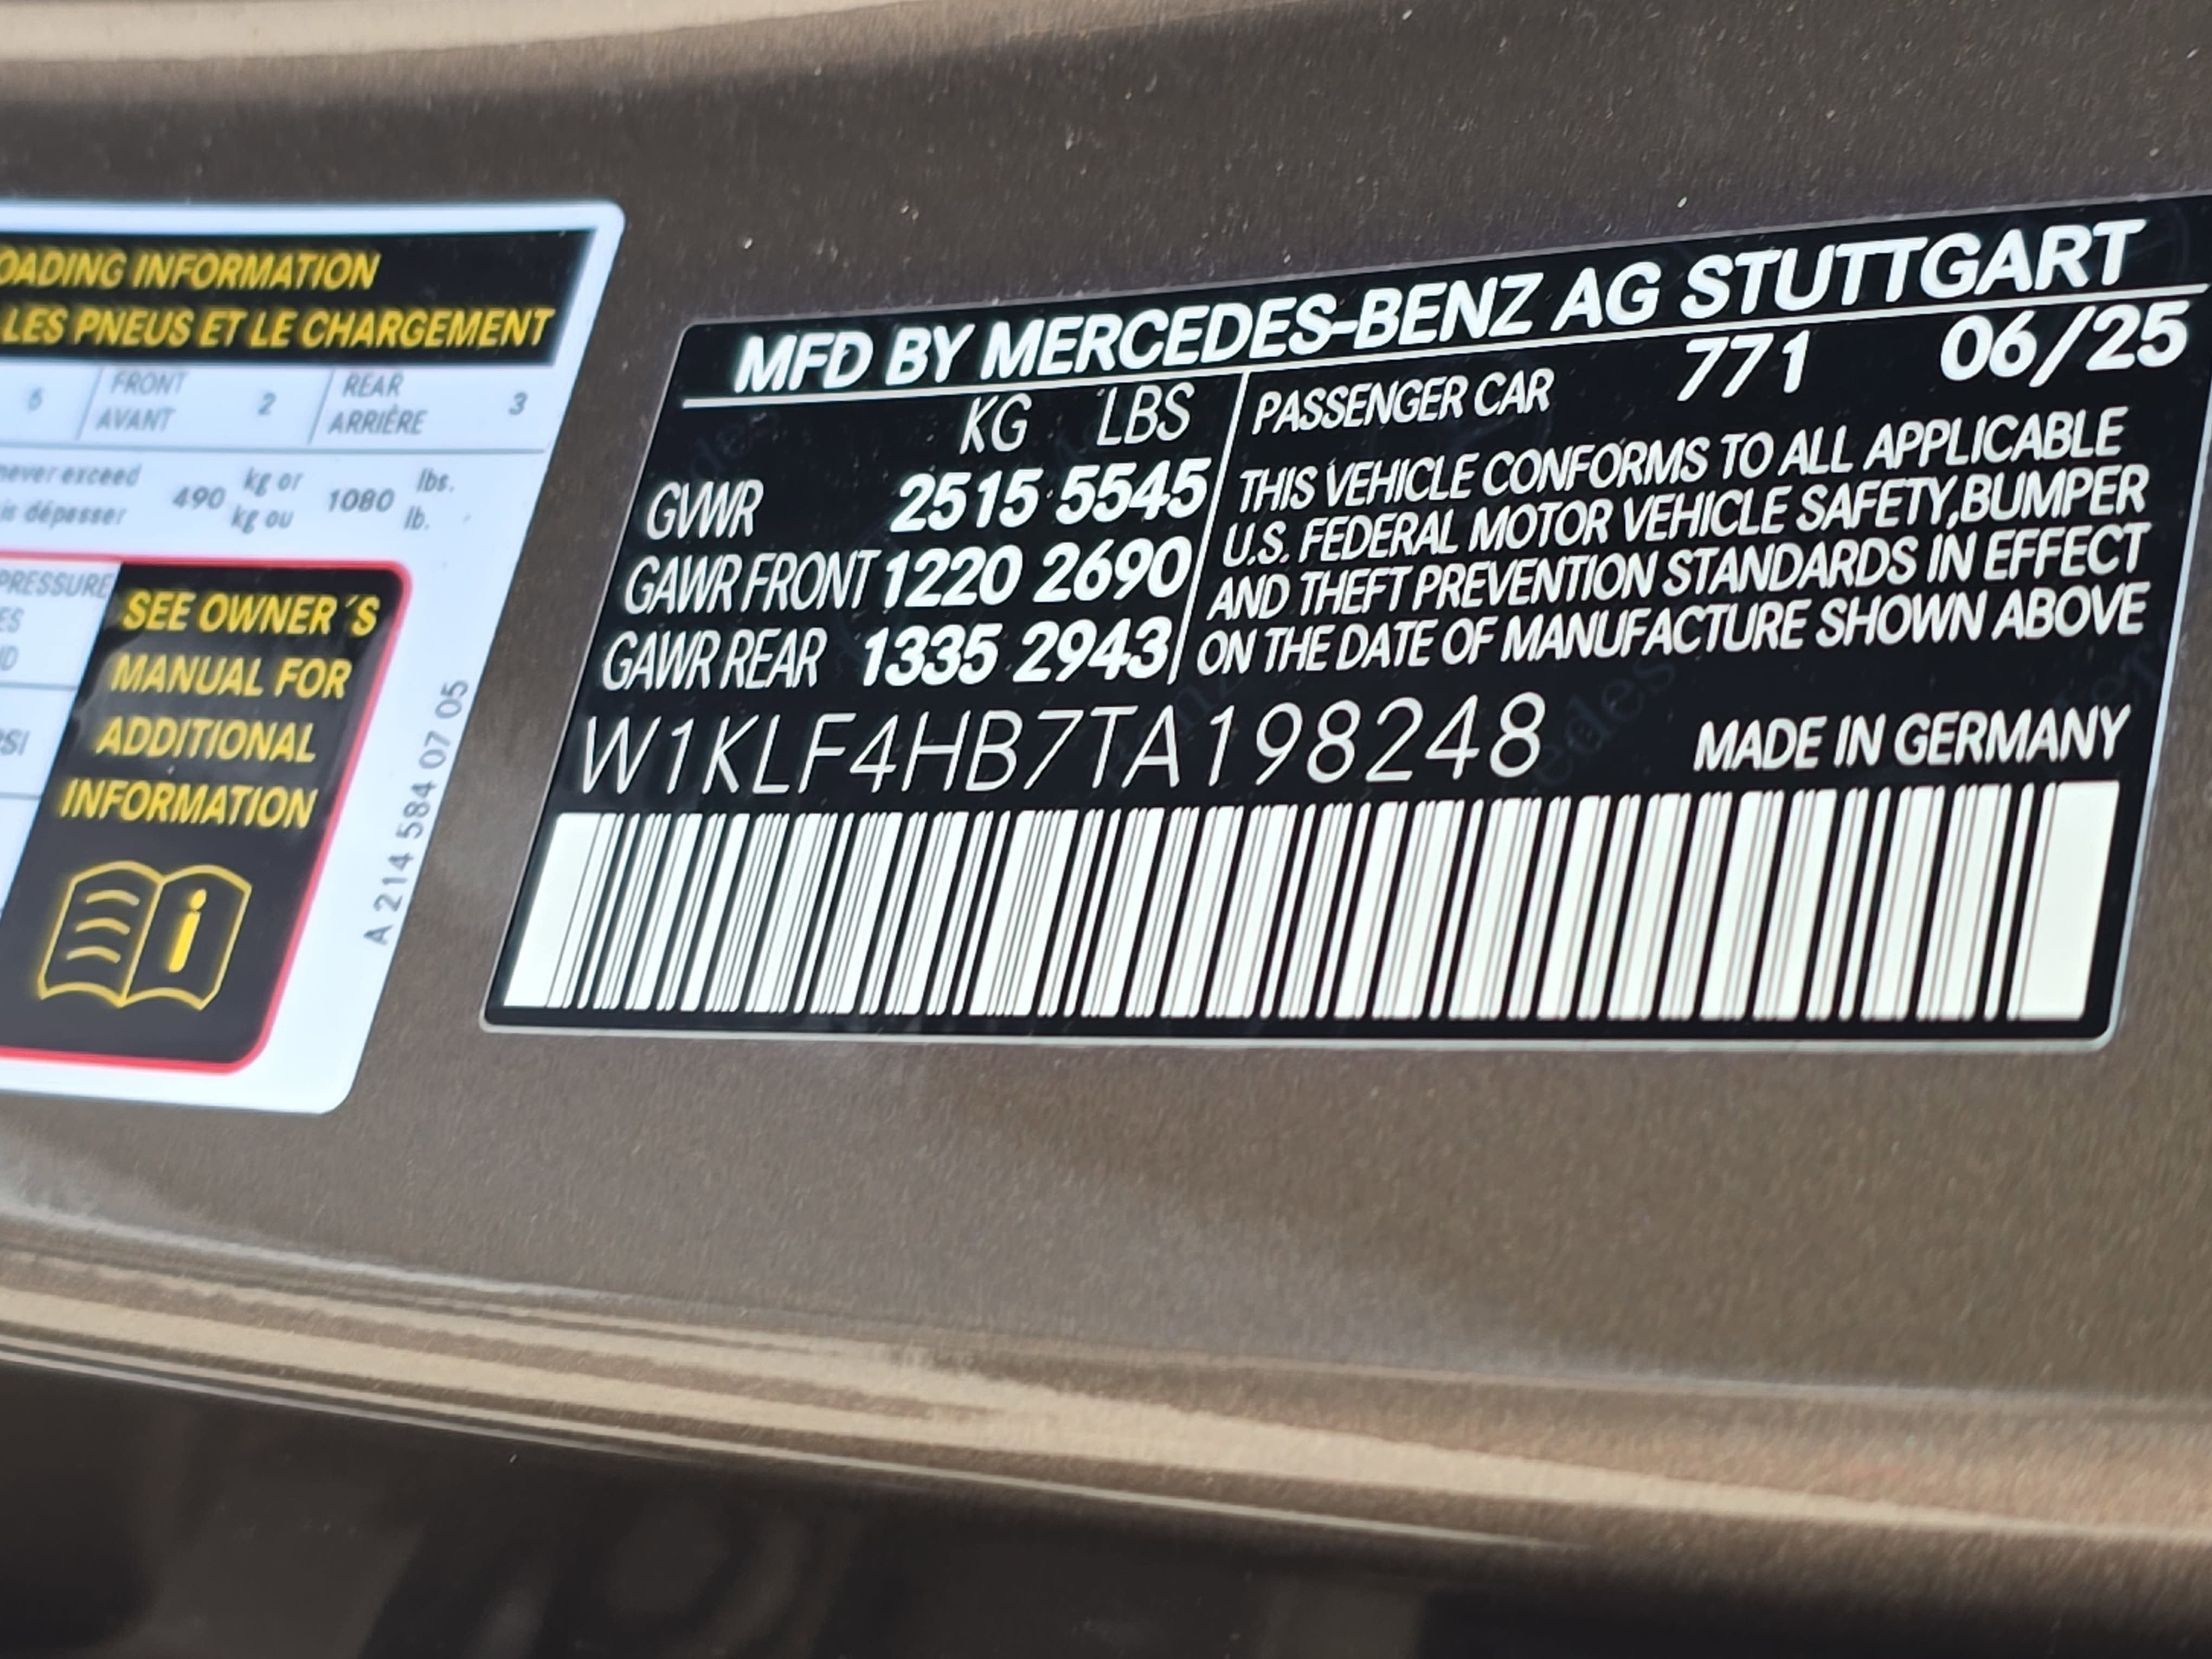 OADING INFORMATION
LES PNEUS ET LE CHARGEMENT
5 FRONT AVANT 2 REAR ARRIÈRE 3
never exceed 490 kg or 1080 lbs.
is dépasser kg ou lb.
PRESSURE
ES
D
SI
SEE OWNER´S
MANUAL FOR
ADDITIONAL
INFORMATION
i
A 214 584 07 05
MFD BY MERCEDES-BENZ AG STUTTGART
KG LBS
GVWR 2515 5545
GAWR FRONT 1220 2690
GAWR REAR 1335 2943
PASSENGER CAR 771 06/25
THIS VEHICLE CONFORMS TO ALL APPLICABLE
U.S. FEDERAL MOTOR VEHICLE SAFETY,BUMPER
AND THEFT PREVENTION STANDARDS IN EFFECT
ON THE DATE OF MANUFACTURE SHOWN ABOVE
W1KLF4HB7TA198248
MADE IN GERMANY